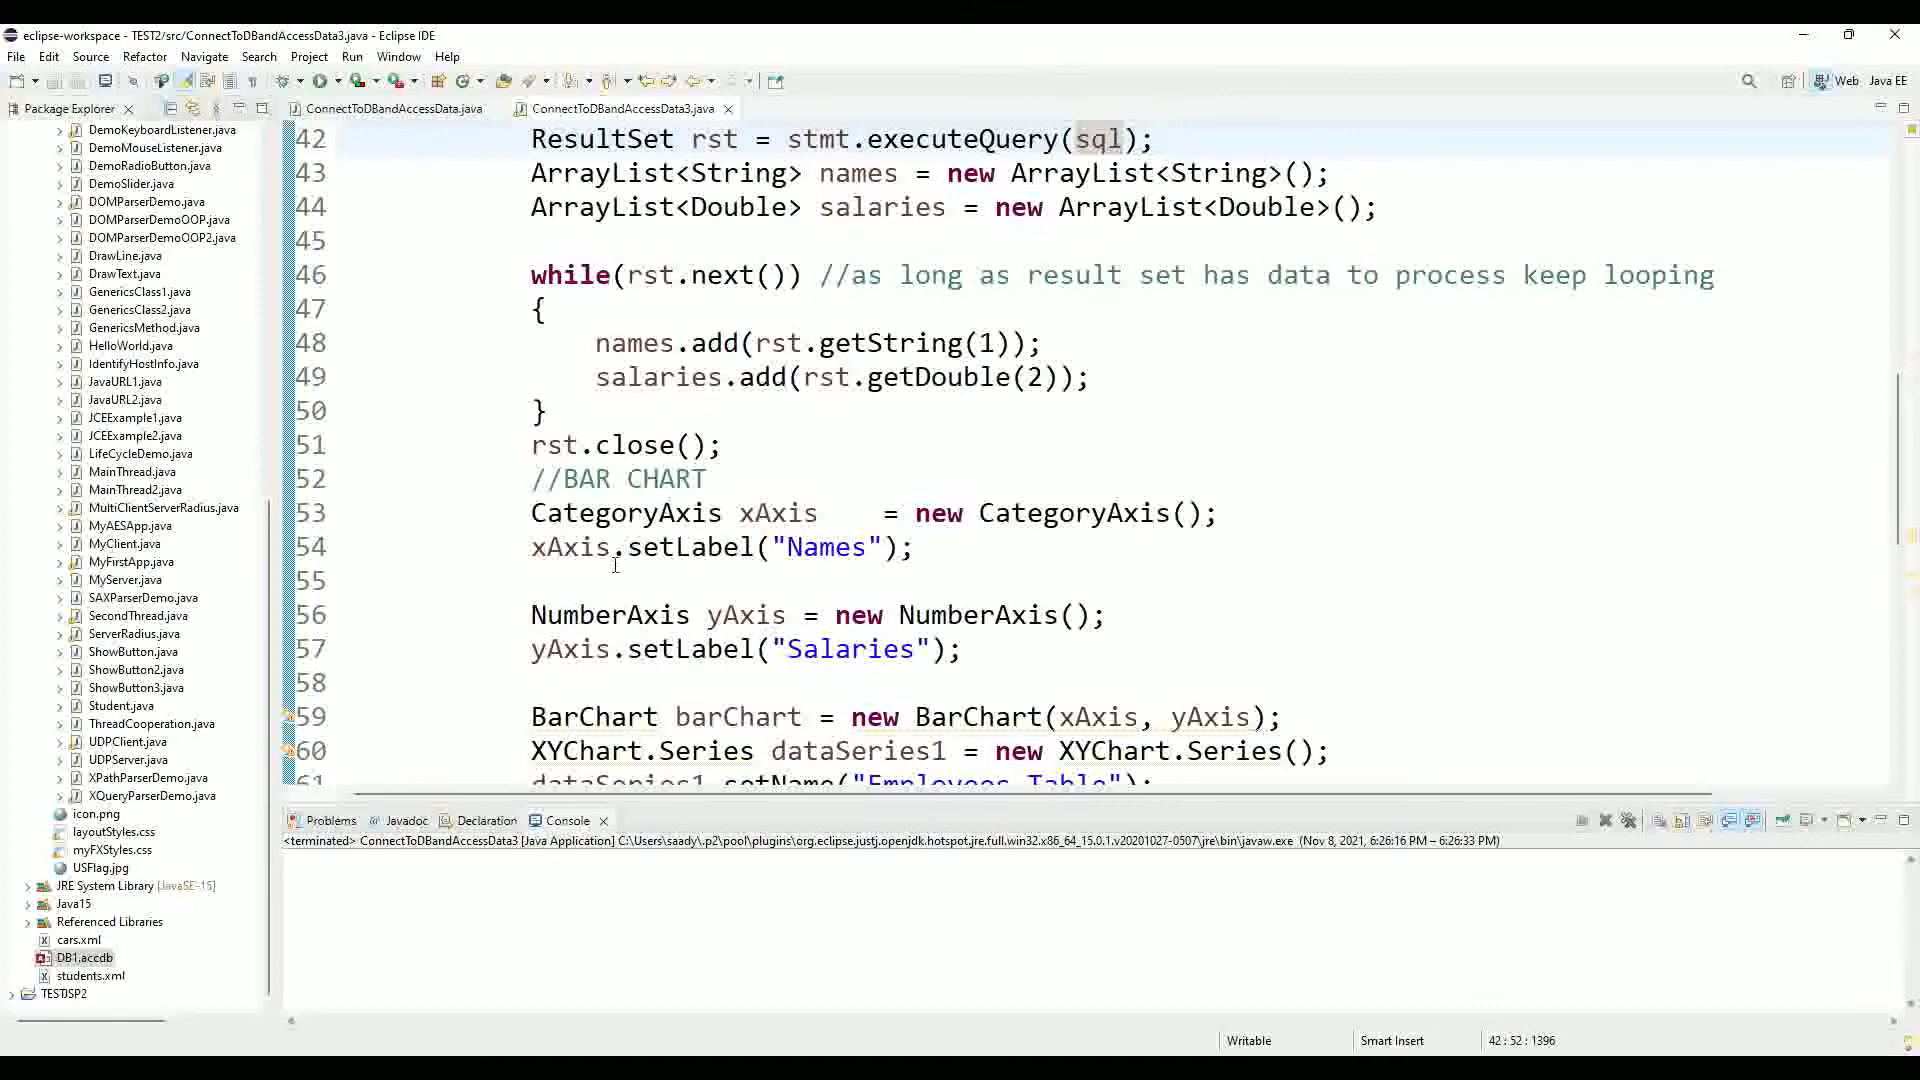 eclipse-workspace - TEST2/src/ConnectToDBandAccessData3.java - Eclipse IDE
File Edit Source Refactor Navigate Search Project Run Window Help
Web Java EE
Package Explorer
ConnectToDBandAccessData.java
ConnectToDBandAccessData3.java
DemoKeyboardListener.java
DemoMouseListener.java
DemoRadioButton.java
DemoSlider.java
DOMParserDemo.java
DOMParserDemoOOP.java
DOMParserDemoOOP2.java
DrawLine.java
DrawText.java
GenericsClass1.java
GenericsClass2.java
GenericsMethod.java
HelloWorld.java
IdentifyHostInfo.java
JavaURL1.java
JavaURL2.java
JCEExample1.java
JCEExample2.java
LifeCycleDemo.java
MainThread.java
MainThread2.java
MultiClientServerRadius.java
MyAESApp.java
MyClient.java
MyFirstApp.java
MyServer.java
SAXParserDemo.java
SecondThread.java
ServerRadius.java
ShowButton.java
ShowButton2.java
ShowButton3.java
Student.java
ThreadCooperation.java
UDPClient.java
UDPServer.java
XPathParserDemo.java
XQueryParserDemo.java
icon.png
layoutStyles.css
myFXStyles.css
USFlag.jpg
JRE System Library [JavaSE-15]
Java15
Referenced Libraries
cars.xml
DB1.accdb
students.xml
TESTJSP2
42 ResultSet rst = stmt.executeQuery(sql);
43 ArrayList<String> names = new ArrayList<String>();
44 ArrayList<Double> salaries = new ArrayList<Double>();
45
46 while(rst.next()) //as long as result set has data to process keep looping
47 {
48 names.add(rst.getString(1));
49 salaries.add(rst.getDouble(2));
50 }
51 rst.close();
52 //BAR CHART
53 CategoryAxis xAxis    = new CategoryAxis();
54 xAxis.setLabel("Names");
55
56 NumberAxis yAxis = new NumberAxis();
57 yAxis.setLabel("Salaries");
58
59 BarChart barChart = new BarChart(xAxis, yAxis);
60 XYChart.Series dataSeries1 = new XYChart.Series();
61 dataSeries1.setName("Employees Table");
Problems Javadoc Declaration Console
<terminated> ConnectToDBandAccessData3 [Java Application] C:\Users\saady\.p2\pool\plugins\org.eclipse.justj.openjdk.hotspot.jre.full.win32.x86_64_15.0.1.v20201027-0507\jre\bin\javaw.exe (Nov 8, 2021, 6:26:16 PM – 6:26:33 PM)
Writable Smart Insert 42 : 52 : 1396